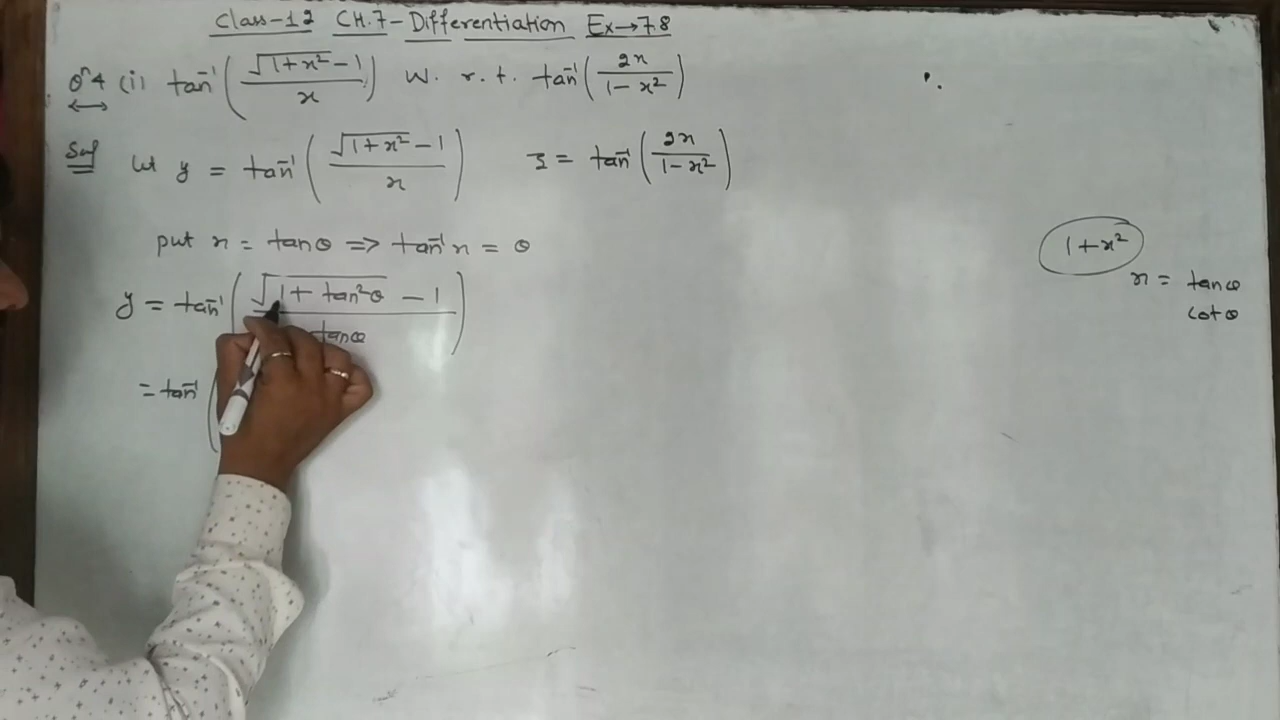 Class-12 CH.7-Differentiation Ex→7.8
Qⁿ4 (i) tan⁻¹(√(1+x²) - 1 / x) w. r. t. tan⁻¹(2x / 1-x²)
Sol Let y = tan⁻¹(√(1+x²) - 1 / x) z = tan⁻¹(2x / 1-x²)
put x = tanθ => tan⁻¹x = θ
1+x²
x = tanθ
cotθ
y = tan⁻¹(√(1+tan²θ) - 1 / tanθ)
= tan⁻¹(